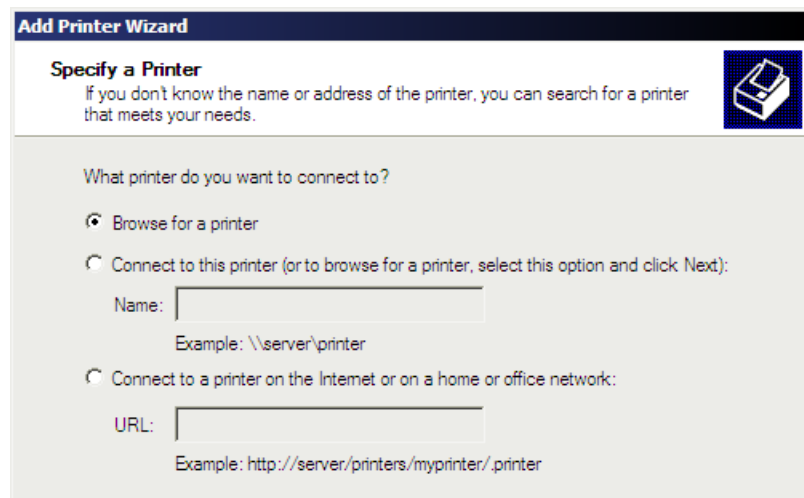 Add Printer Wizard
Specify a Printer
If you don't know the name or address of the printer, you can search for a printer
that meets your needs.
What printer do you want to connect to?
Browse for a printer
Connect to this printer (or to browse for a printer, select this option and click Next):
Name:
Example: \\server\printer
Connect to a printer on the Internet or on a home or office network:
URL:
Example: http://server/printers/myprinter/.printer